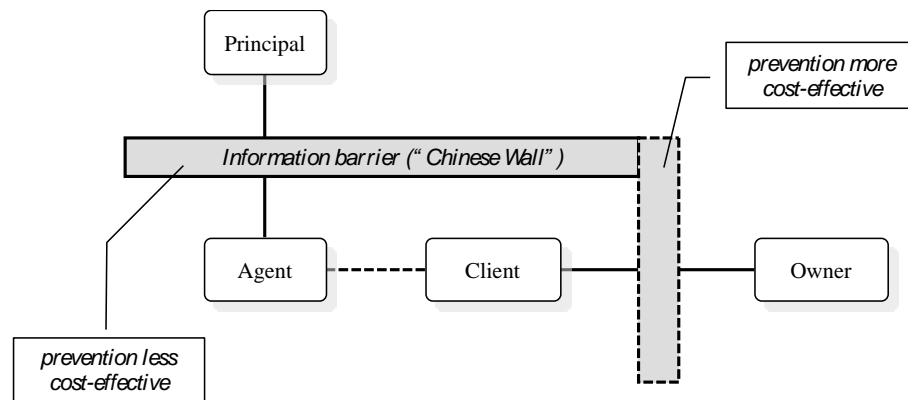 Principal
prevention more
cost-effective
Information barrier (“ Chinese Wall” )
Agent
Client
Owner
prevention less
cost-effective